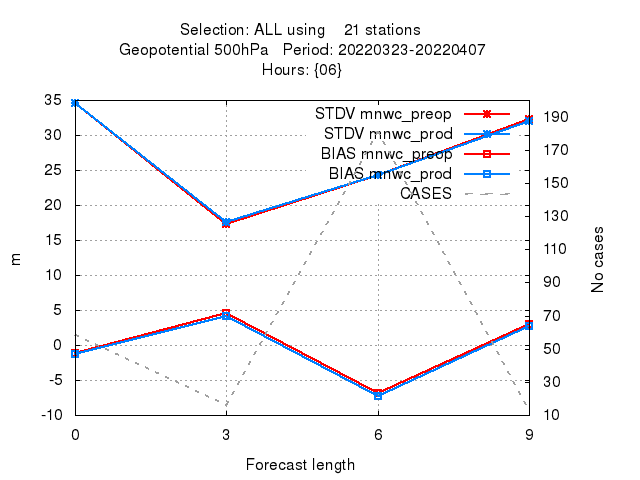 Selection: ALL using 21 stations
Geopotential 500hPa Period: 20220323-20220407
Hours: {06}
STDV mnwc_preop
STDV mnwc_prod
BIAS mnwc_preop
BIAS mnwc_prod
CASES
35
30
25
20
15
10
5
0
-5
-10
m
190
170
150
130
110
90
70
50
30
10
No cases
0 3 6 9
Forecast length